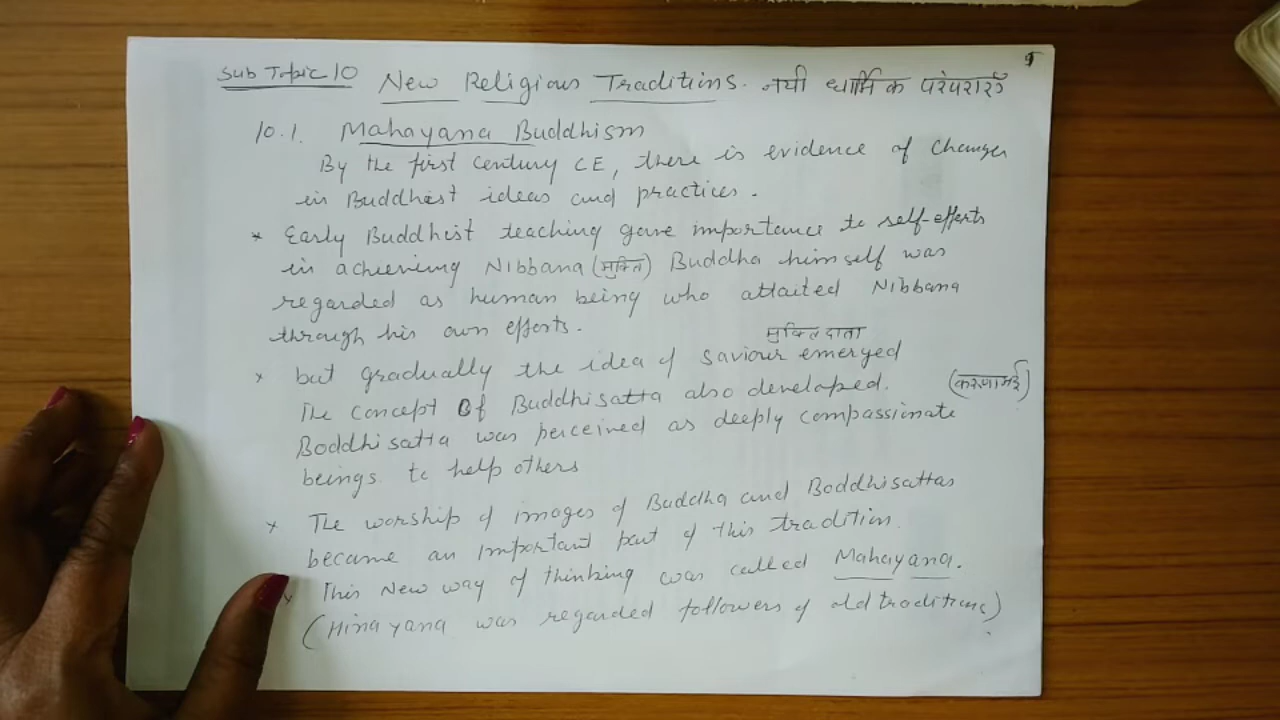 Sub Topic 10 New Religious Traditions. नयी धार्मिक परंपराएँ
10.1. Mahayana Buddhism
By the first century CE, there is evidence of changes
in Buddhist ideas and practices.
* Early Buddhist teaching gave importance to self-efforts
in achieving Nibbana (मुक्ति) Buddha himself was
regarded as human being who attaited Nibbana
through his own efforts.
मुक्तिदाता
* but gradually the idea of saviour emerged
The concept Of Buddhisatta also developed. (करुणामई)
Boddhisatta was perceined as deeply compassionate
beings to help others
* The worship of images of Buddha and Boddhisattas
became an important part of this tradition.
* This New way of thinking was called Mahayana.
(Hinayana was regarded followers of old traditions)